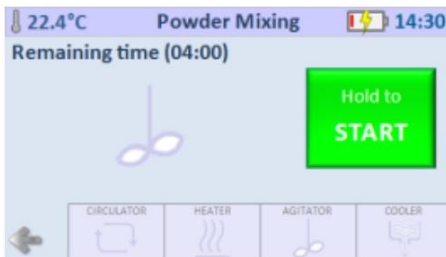 22.4°C Powder Mixing 14:30
Remaining time (04:00)
Hold to
START
CIRCULATOR HEATER AGITATOR COOLER